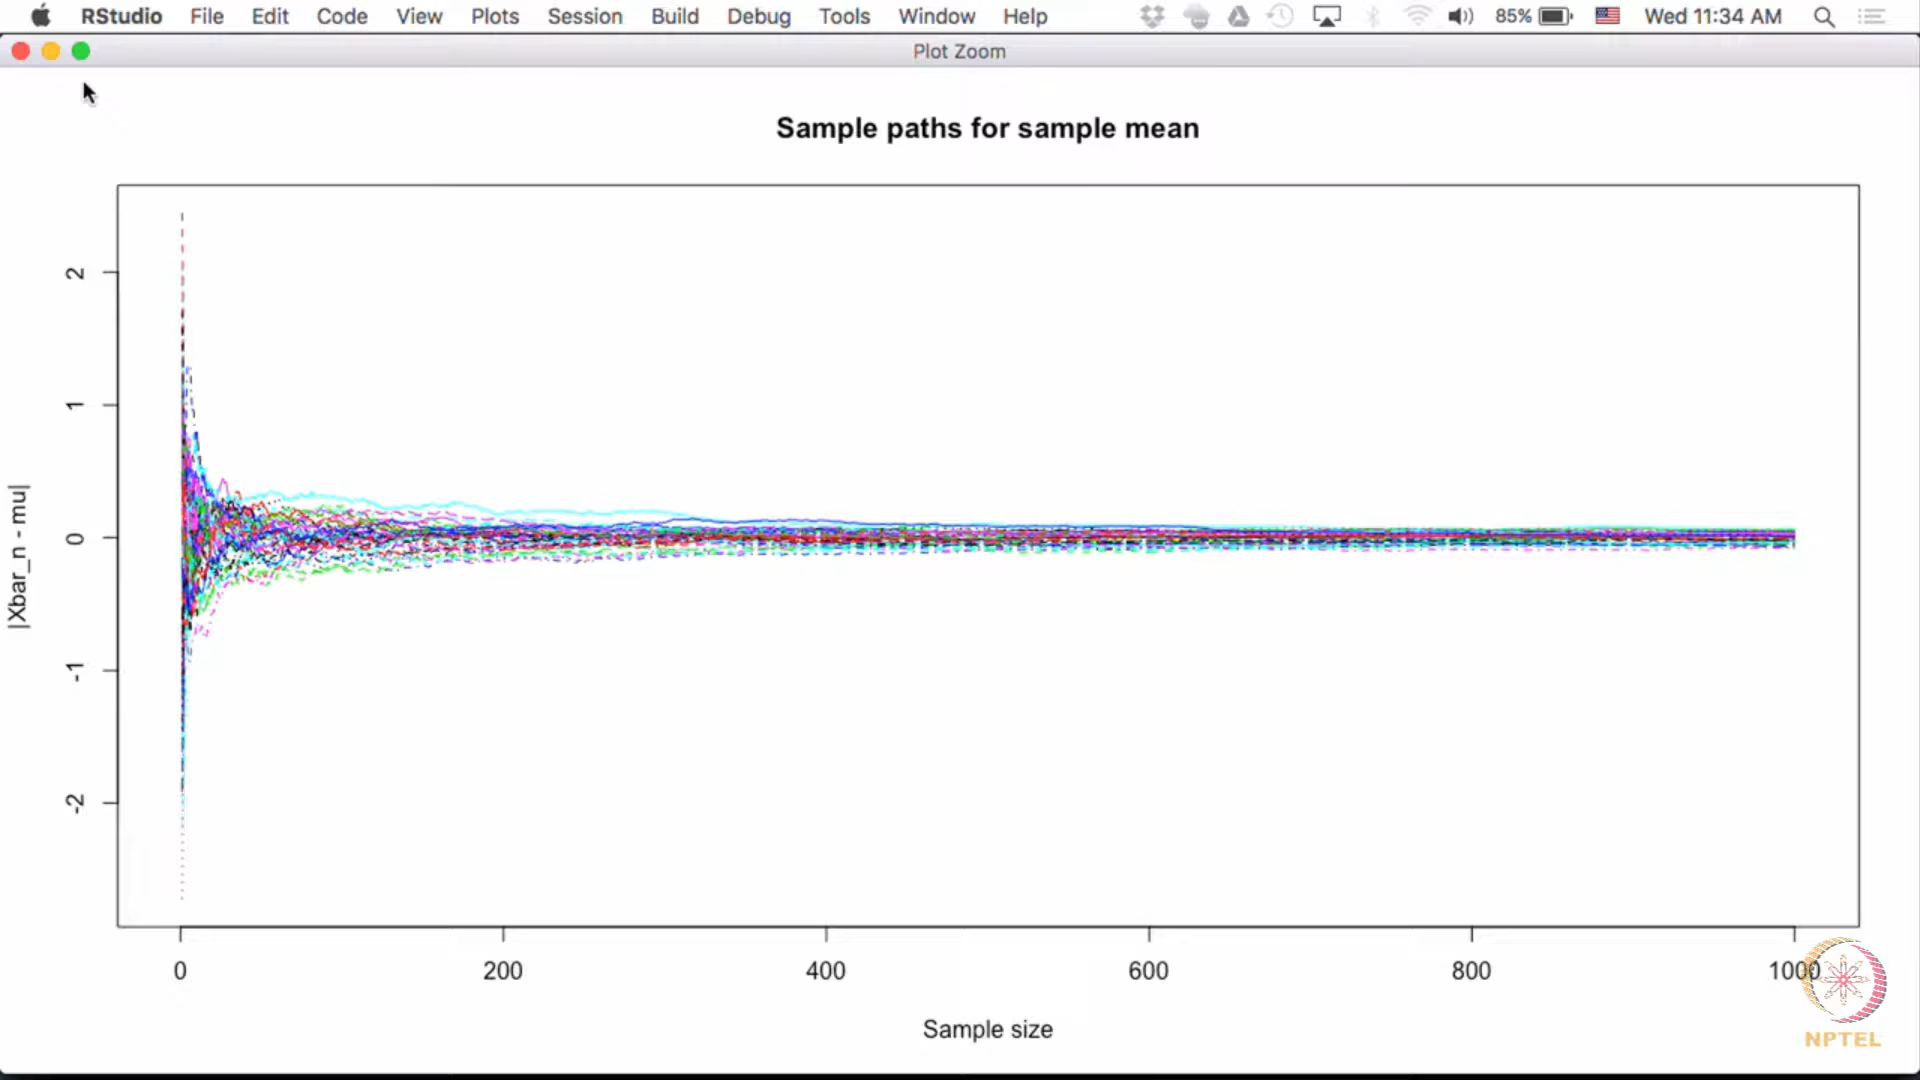 RStudio File Edit Code View Plots Session Build Debug Tools Window Help 85% Wed 11:34 AM
Plot Zoom
Sample paths for sample mean
2
1
0
-1
-2
|Xbar_n - mu|
0 200 400 600 800 1000
Sample size
NPTEL